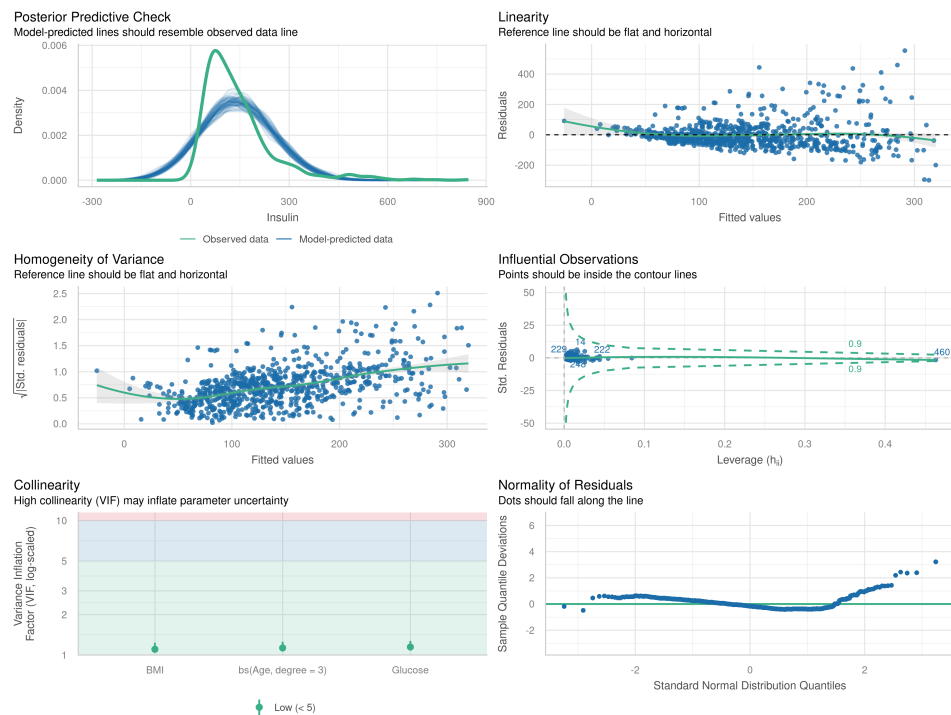 Posterior Predictive Check
Model-predicted lines should resemble observed data line
0.006
0.004
0.002
0.000
Density
-300 0 300 600 900
Insulin
Observed data Model-predicted data
Linearity
Reference line should be flat and horizontal
400
200
0
-200
Residuals
0 100 200 300
Fitted values
Homogeneity of Variance
Reference line should be flat and horizontal
2.5
2.0
1.5
1.0
0.5
0.0
√|Std. residuals|
0 100 200 300
Fitted values
Influential Observations
Points should be inside the contour lines
50
25
0
-25
-50
Std. Residuals
229
14
222
248
0.9
0.9
460
0.0 0.1 0.2 0.3 0.4
Leverage (hii)
Collinearity
High collinearity (VIF) may inflate parameter uncertainty
10
5
3
2
1
Variance Inflation
Factor (VIF, log-scaled)
BMI bs(Age, degree = 3) Glucose
Low (< 5)
Normality of Residuals
Dots should fall along the line
6
4
2
0
-2
Sample Quantile Deviations
-2 0 2
Standard Normal Distribution Quantiles